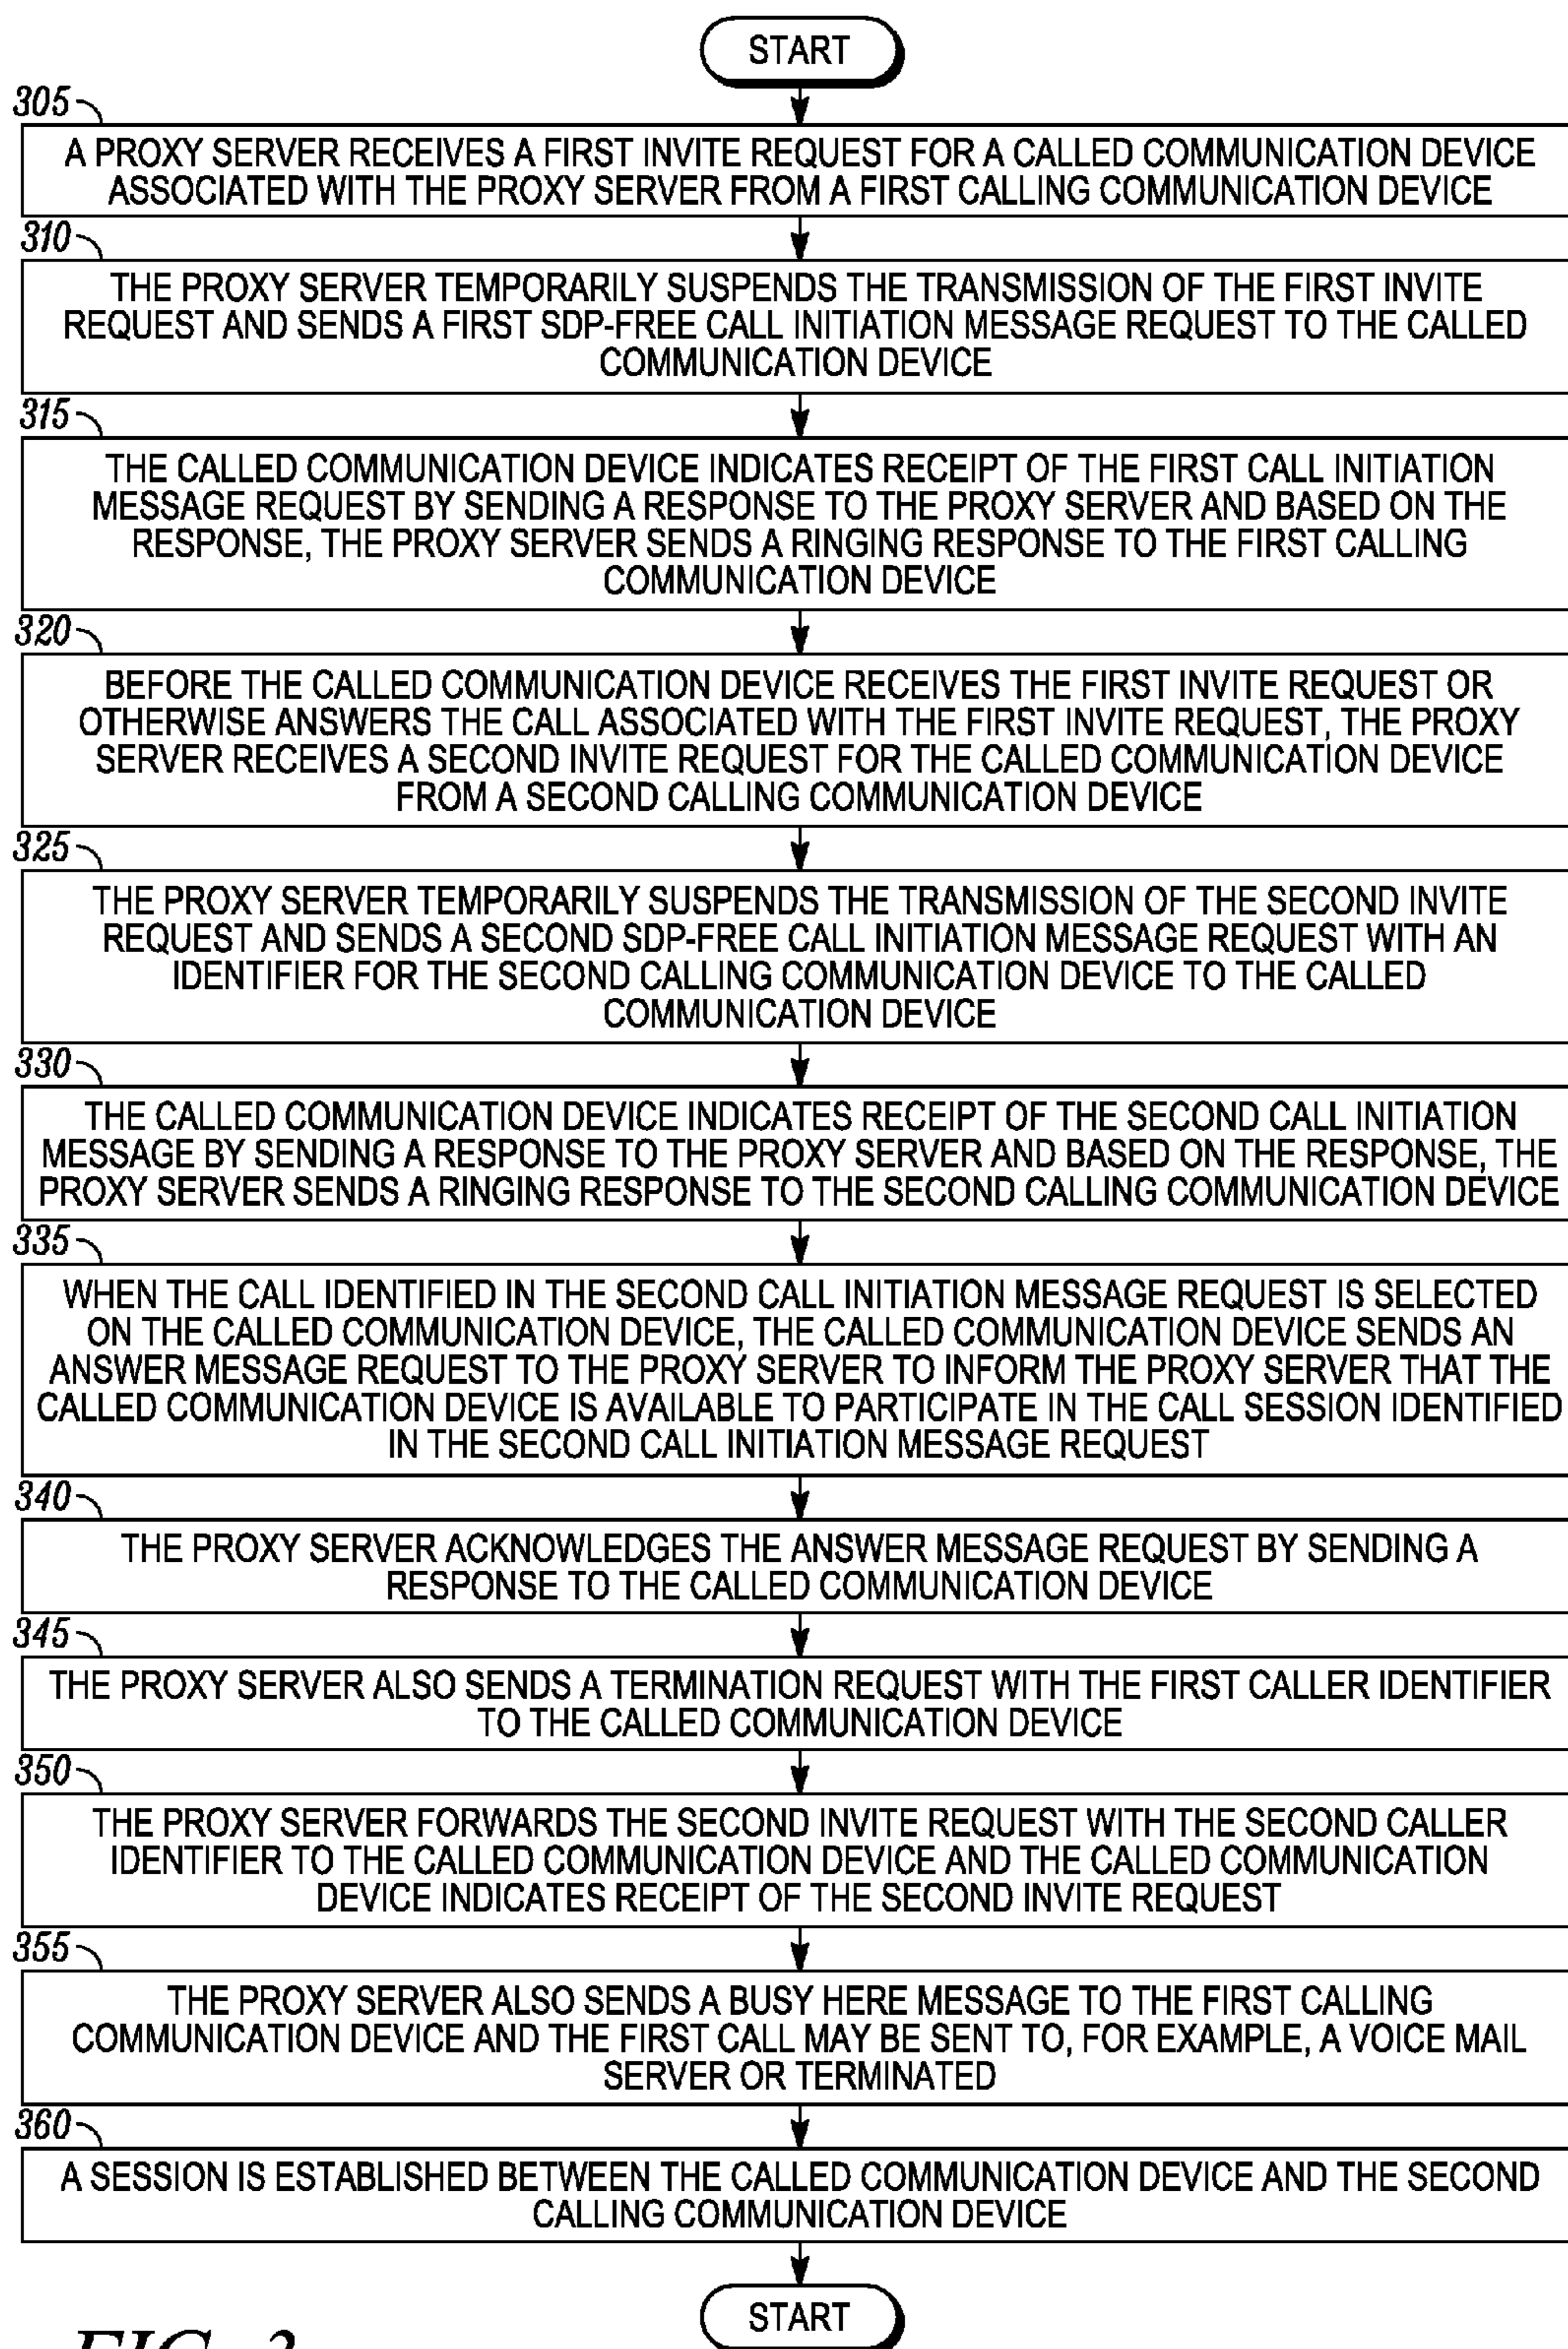 START
305
A PROXY SERVER RECEIVES A FIRST INVITE REQUEST FOR A CALLED COMMUNICATION DEVICE
ASSOCIATED WITH THE PROXY SERVER FROM A FIRST CALLING COMMUNICATION DEVICE
310
THE PROXY SERVER TEMPORARILY SUSPENDS THE TRANSMISSION OF THE FIRST INVITE
REQUEST AND SENDS A FIRST SDP-FREE CALL INITIATION MESSAGE REQUEST TO THE CALLED
COMMUNICATION DEVICE
315
THE CALLED COMMUNICATION DEVICE INDICATES RECEIPT OF THE FIRST CALL INITIATION
MESSAGE REQUEST BY SENDING A RESPONSE TO THE PROXY SERVER AND BASED ON THE
RESPONSE, THE PROXY SERVER SENDS A RINGING RESPONSE TO THE FIRST CALLING
COMMUNICATION DEVICE
320
BEFORE THE CALLED COMMUNICATION DEVICE RECEIVES THE FIRST INVITE REQUEST OR
OTHERWISE ANSWERS THE CALL ASSOCIATED WITH THE FIRST INVITE REQUEST, THE PROXY
SERVER RECEIVES A SECOND INVITE REQUEST FOR THE CALLED COMMUNICATION DEVICE
FROM A SECOND CALLING COMMUNICATION DEVICE
325
THE PROXY SERVER TEMPORARILY SUSPENDS THE TRANSMISSION OF THE SECOND INVITE
REQUEST AND SENDS A SECOND SDP-FREE CALL INITIATION MESSAGE REQUEST WITH AN
IDENTIFIER FOR THE SECOND CALLING COMMUNICATION DEVICE TO THE CALLED
COMMUNICATION DEVICE
330
THE CALLED COMMUNICATION DEVICE INDICATES RECEIPT OF THE SECOND CALL INITIATION
MESSAGE BY SENDING A RESPONSE TO THE PROXY SERVER AND BASED ON THE RESPONSE, THE
PROXY SERVER SENDS A RINGING RESPONSE TO THE SECOND CALLING COMMUNICATION DEVICE
335
WHEN THE CALL IDENTIFIED IN THE SECOND CALL INITIATION MESSAGE REQUEST IS SELECTED
ON THE CALLED COMMUNICATION DEVICE, THE CALLED COMMUNICATION DEVICE SENDS AN
ANSWER MESSAGE REQUEST TO THE PROXY SERVER TO INFORM THE PROXY SERVER THAT THE
CALLED COMMUNICATION DEVICE IS AVAILABLE TO PARTICIPATE IN THE CALL SESSION IDENTIFIED
IN THE SECOND CALL INITIATION MESSAGE REQUEST
340
THE PROXY SERVER ACKNOWLEDGES THE ANSWER MESSAGE REQUEST BY SENDING A
RESPONSE TO THE CALLED COMMUNICATION DEVICE
345
THE PROXY SERVER ALSO SENDS A TERMINATION REQUEST WITH THE FIRST CALLER IDENTIFIER
TO THE CALLED COMMUNICATION DEVICE
350
THE PROXY SERVER FORWARDS THE SECOND INVITE REQUEST WITH THE SECOND CALLER
IDENTIFIER TO THE CALLED COMMUNICATION DEVICE AND THE CALLED COMMUNICATION
DEVICE INDICATES RECEIPT OF THE SECOND INVITE REQUEST
355
THE PROXY SERVER ALSO SENDS A BUSY HERE MESSAGE TO THE FIRST CALLING
COMMUNICATION DEVICE AND THE FIRST CALL MAY BE SENT TO, FOR EXAMPLE, A VOICE MAIL
SERVER OR TERMINATED
360
A SESSION IS ESTABLISHED BETWEEN THE CALLED COMMUNICATION DEVICE AND THE SECOND
CALLING COMMUNICATION DEVICE
START
FIG. 3